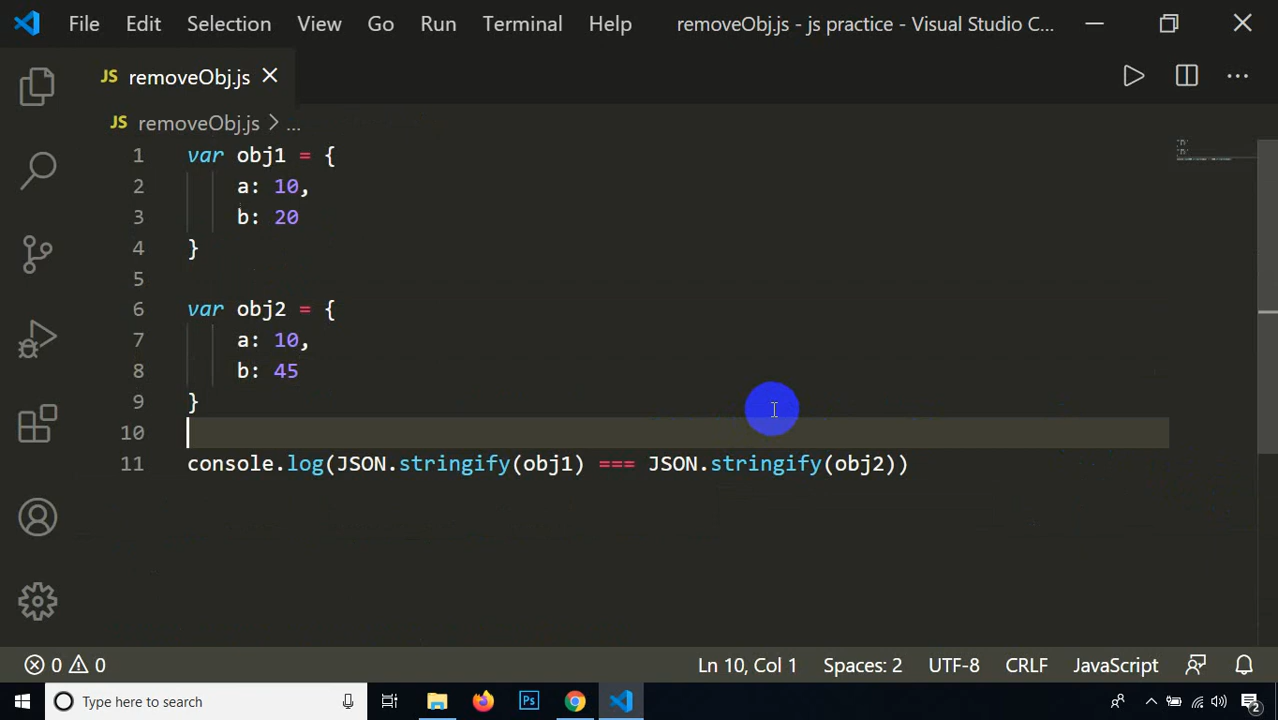 File Edit Selection View Go Run Terminal Help removeObj.js - js practice - Visual Studio C...
JS removeObj.js
JS removeObj.js > ...
1 var obj1 = {
2 a: 10,
3 b: 20
4 }
5
6 var obj2 = {
7 a: 10,
8 b: 45
9 }
10
11 console.log(JSON.stringify(obj1) === JSON.stringify(obj2))
0 0 Ln 10, Col 1 Spaces: 2 UTF-8 CRLF JavaScript
Type here to search Ps 2